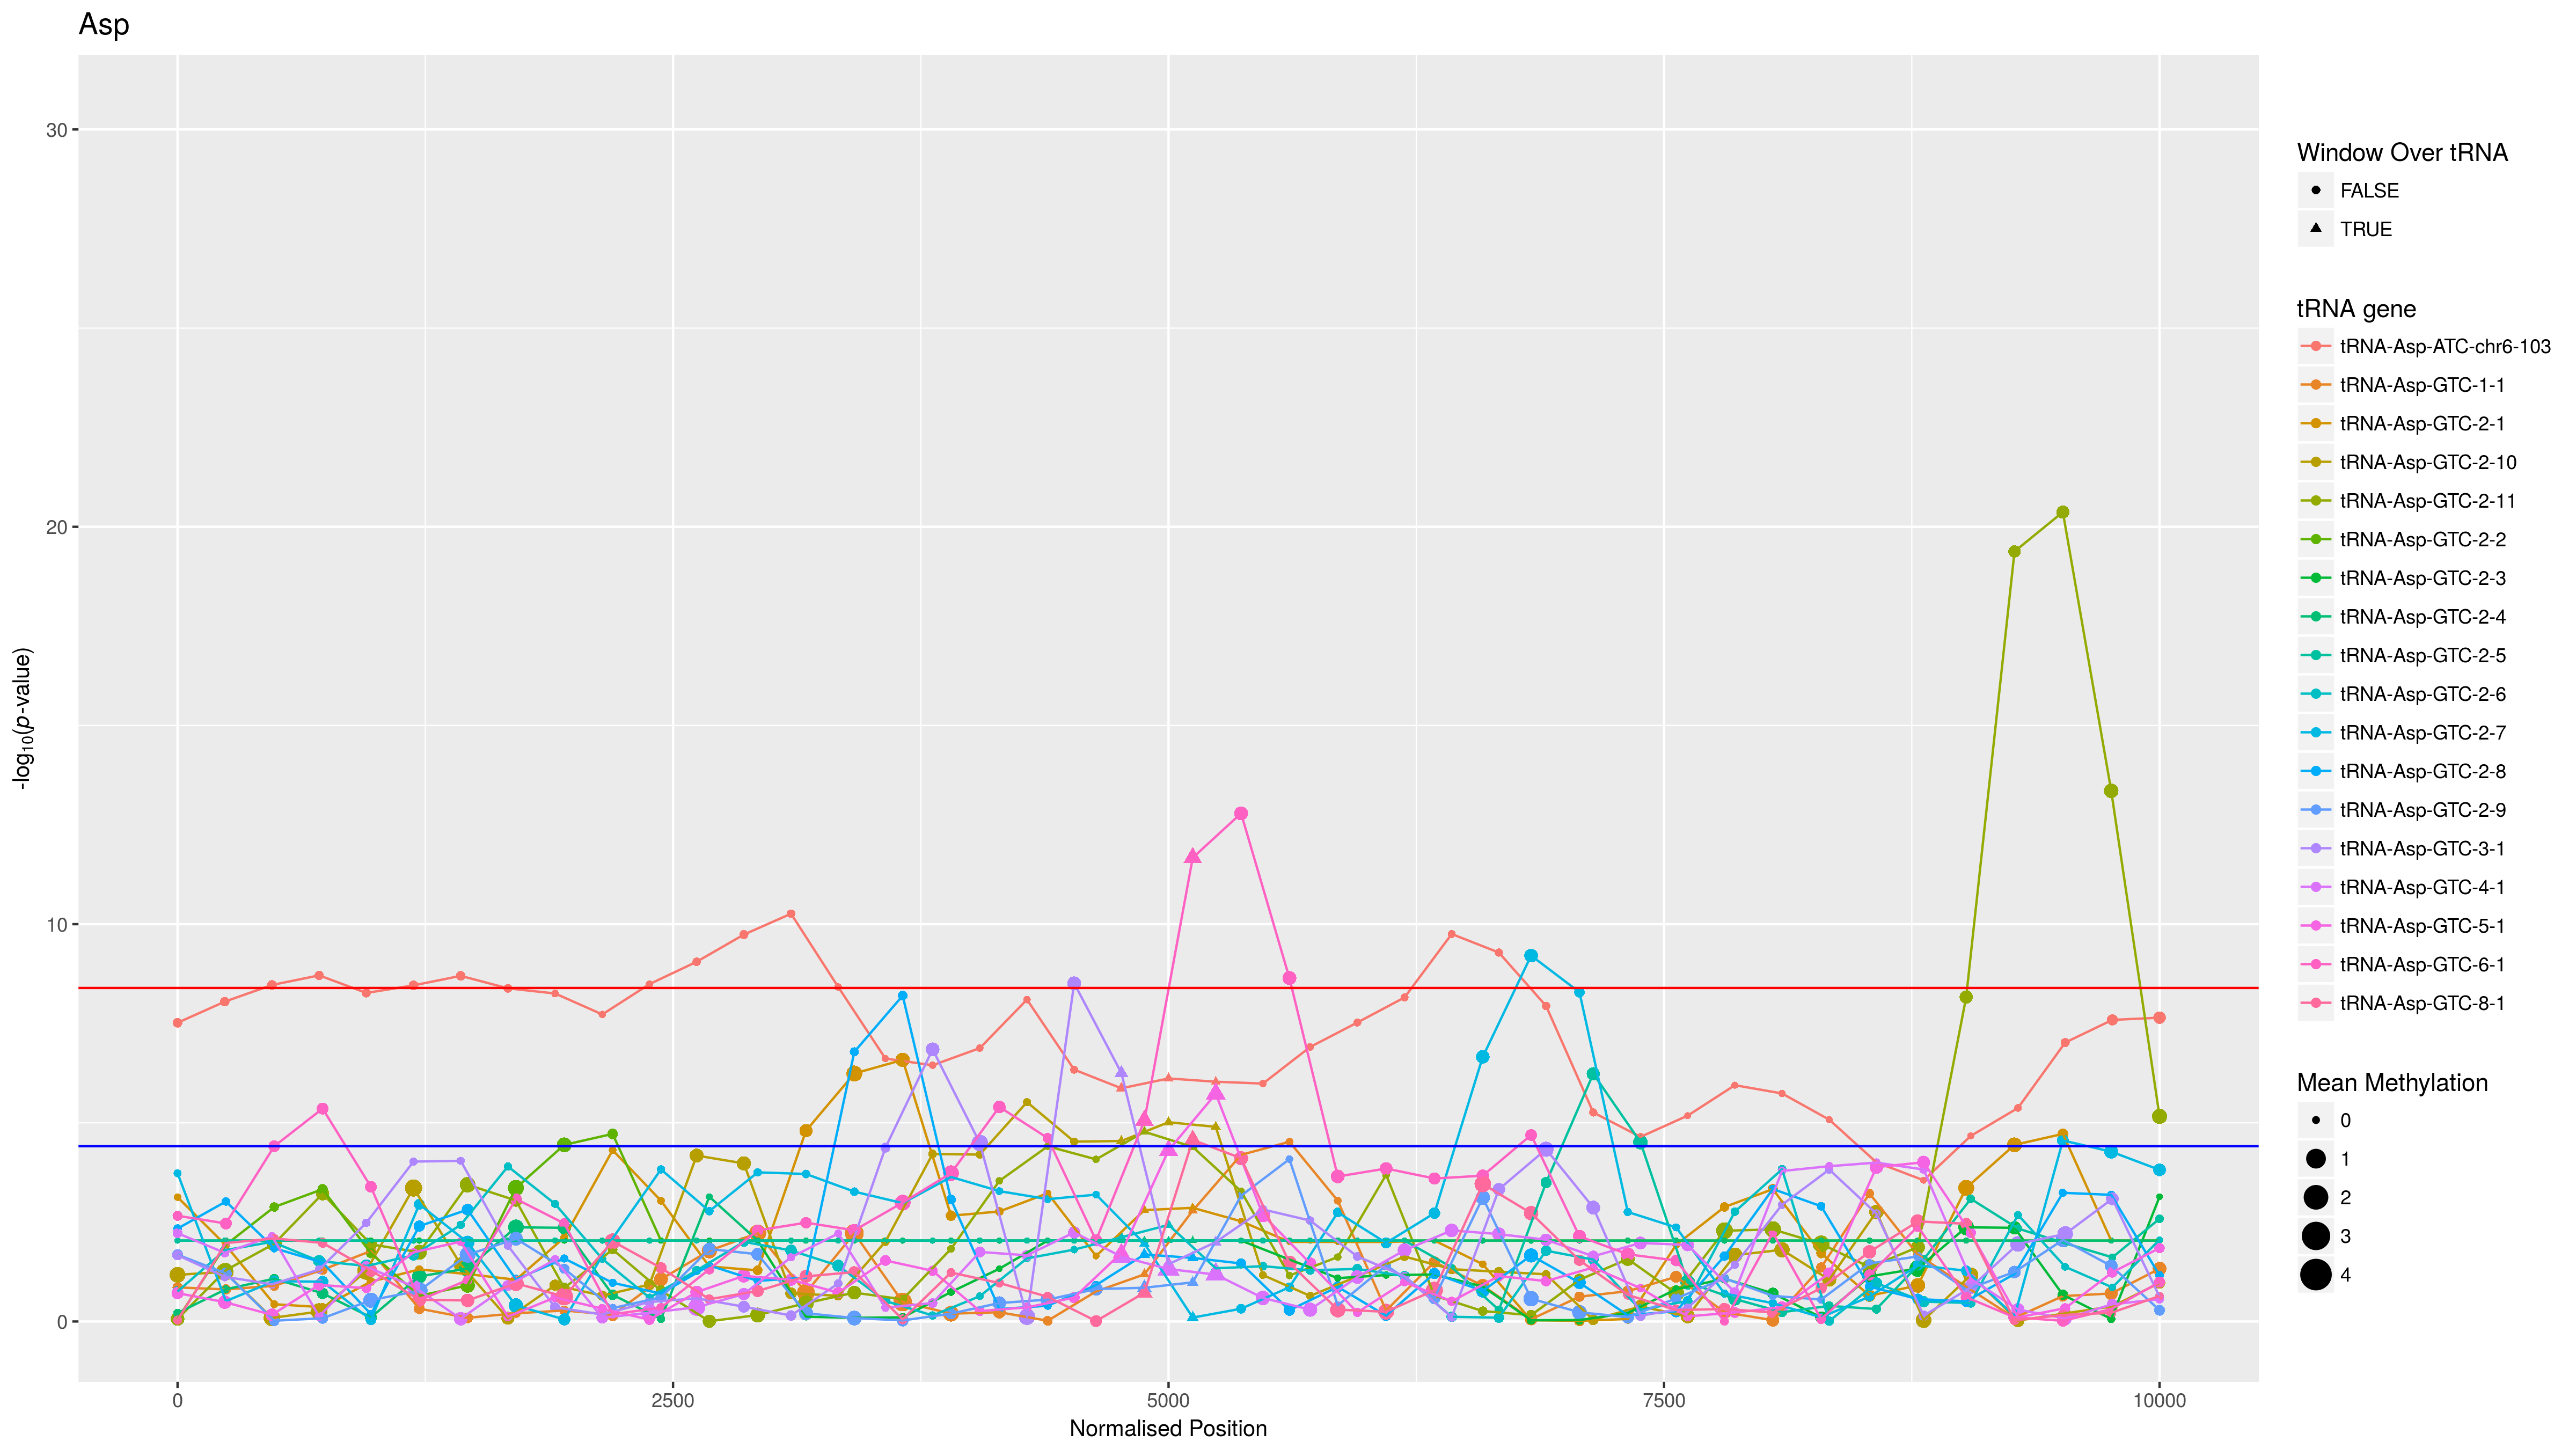 Asp
30
20
10
0
-log10(p-value)
0
2500
5000
7500
10000
Normalised Position
Window Over tRNA
FALSE
TRUE
tRNA gene
tRNA-Asp-ATC-chr6-103
tRNA-Asp-GTC-1-1
tRNA-Asp-GTC-2-1
tRNA-Asp-GTC-2-10
tRNA-Asp-GTC-2-11
tRNA-Asp-GTC-2-2
tRNA-Asp-GTC-2-3
tRNA-Asp-GTC-2-4
tRNA-Asp-GTC-2-5
tRNA-Asp-GTC-2-6
tRNA-Asp-GTC-2-7
tRNA-Asp-GTC-2-8
tRNA-Asp-GTC-2-9
tRNA-Asp-GTC-3-1
tRNA-Asp-GTC-4-1
tRNA-Asp-GTC-5-1
tRNA-Asp-GTC-6-1
tRNA-Asp-GTC-8-1
Mean Methylation
0
1
2
3
4